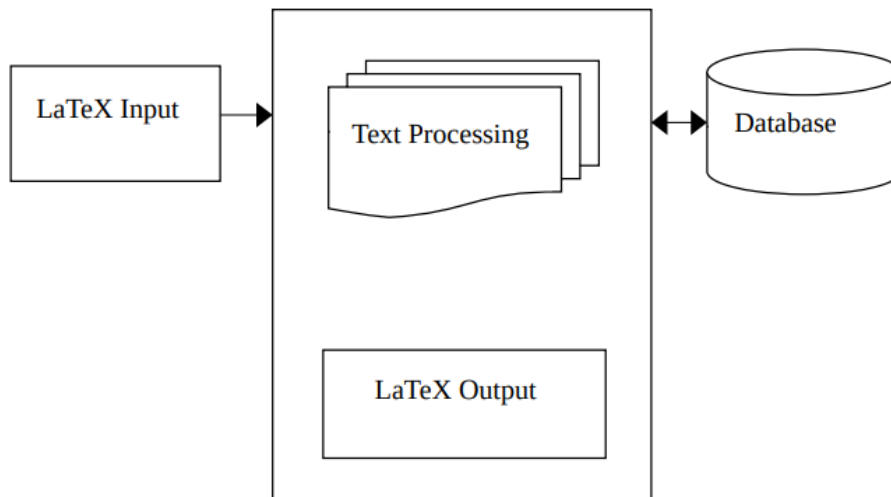 LaTeX Input
Text Processing
Database
LaTeX Output